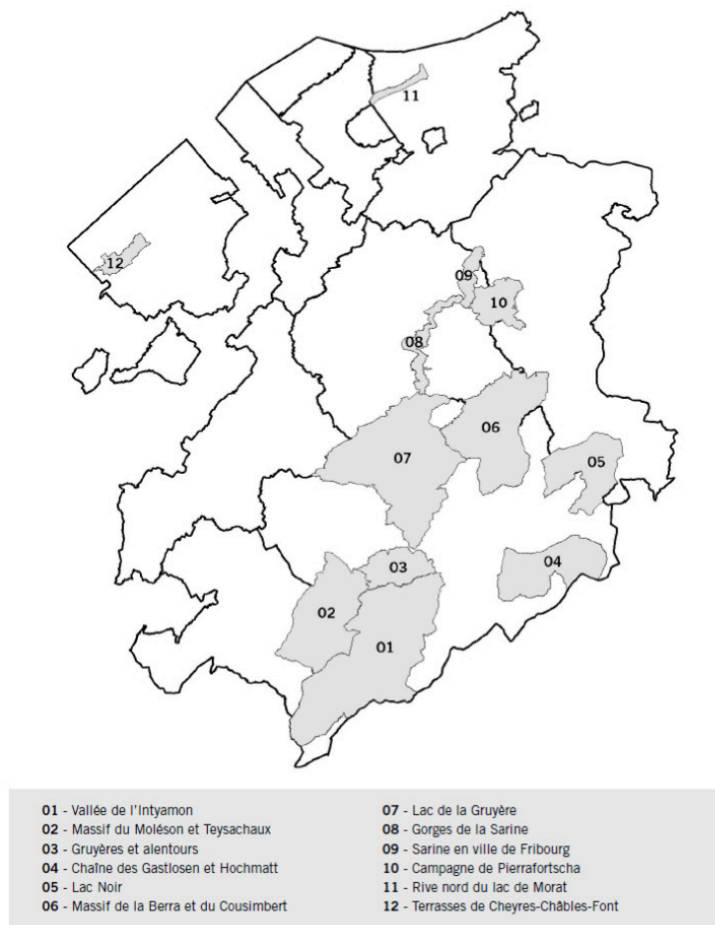 11
12
09
10
08
06
07
05
04
03
02
01
01 - Vallée de l'Intyamon
02 - Massif du Moléson et Teysachaux
03 - Gruyères et alentours
04 - Chaîne des Gastlosen et Hochmatt
05 - Lac Noir
06 - Massif de la Berra et du Cousimbert
07 - Lac de la Gruyère
08 - Gorges de la Sarine
09 - Sarine en ville de Fribourg
10 - Campagne de Pierrafortscha
11 - Rive nord du lac de Morat
12 - Terrasses de Cheyres-Châbles-Font